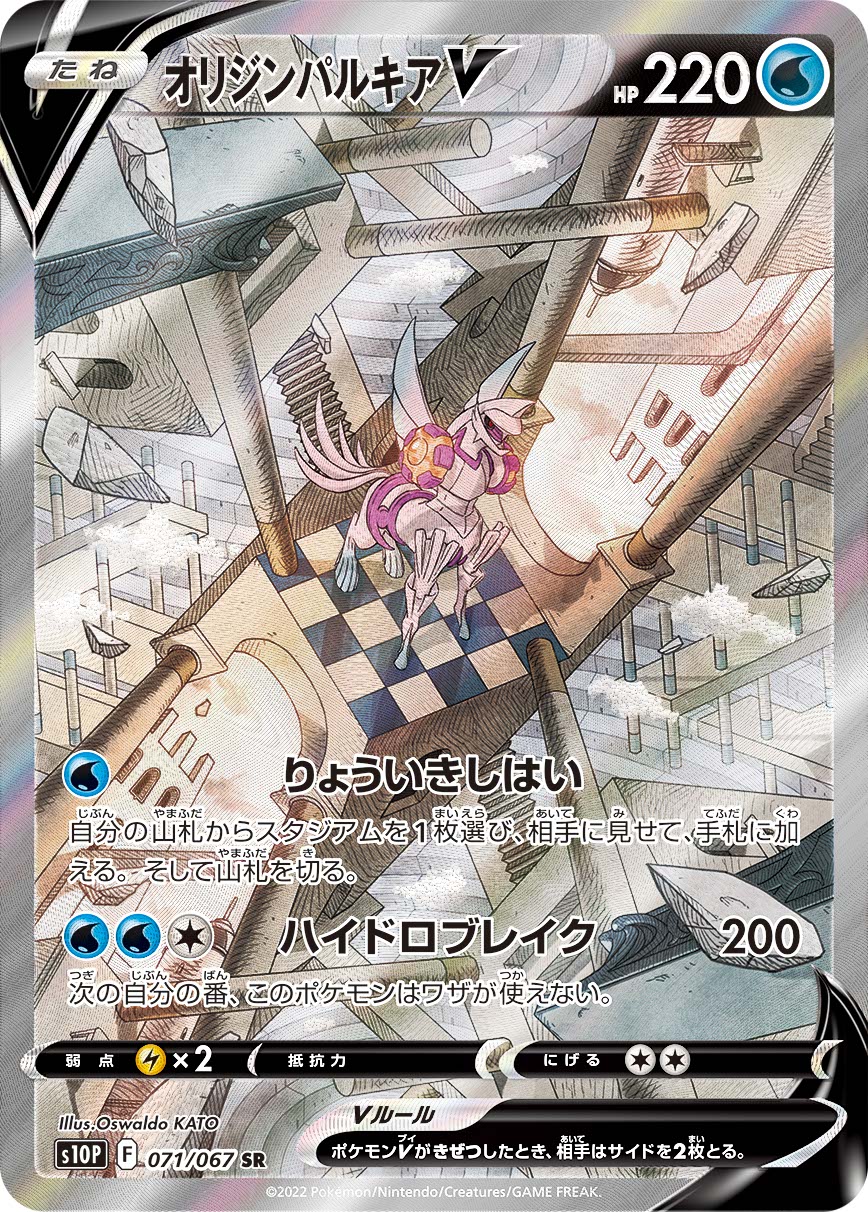 たね オリジンパルキアV HP 220
りょういきしはい
自分の山札からスタジアムを1枚選び、相手に見せて、手札に加
える。そして山札を切る。
ハイドロブレイク 200
次の自分の番、このポケモンはワザが使えない。
弱点 ×2 抵抗力 にげる
Illus.Oswaldo KATO
Vルール
ポケモンVがきぜつしたとき、相手はサイドを2枚とる。
s10P F 071/067 SR
©2022 Pokémon/Nintendo/Creatures/GAME FREAK.